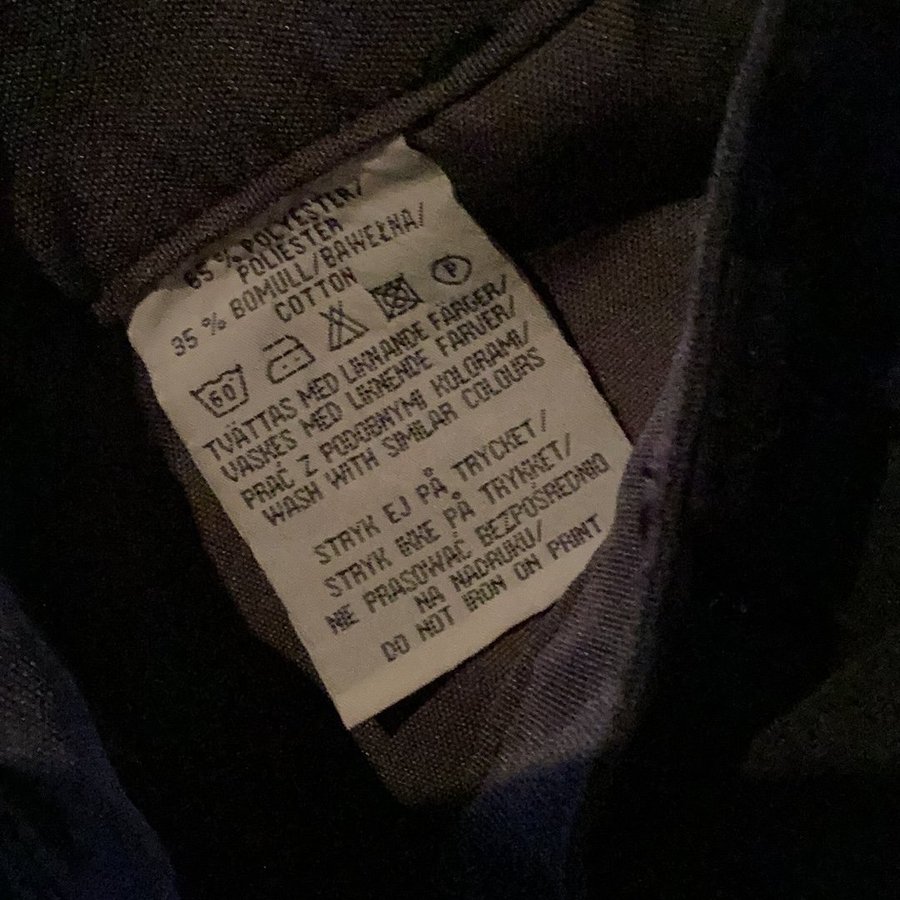 65 % POLYESTER/
POLIESTER
35 % BOMULL/BAWEŁNA/
COTTON
60 P
TVÄTTAS MED LIKNANDE FÄRGER/
VASKES MED LIKNENDE FARVER/
PRAĆ Z PODOBNYMI KOLORAMI/
WASH WITH SIMILAR COLOURS
STRYK EJ PÅ TRYCKET/
STRYK IKKE PÅ TRYKKET/
NIE PRASOWAĆ BEZPOŚREDNIO
NA NADRUKU/
DO NOT IRON ON PRINT